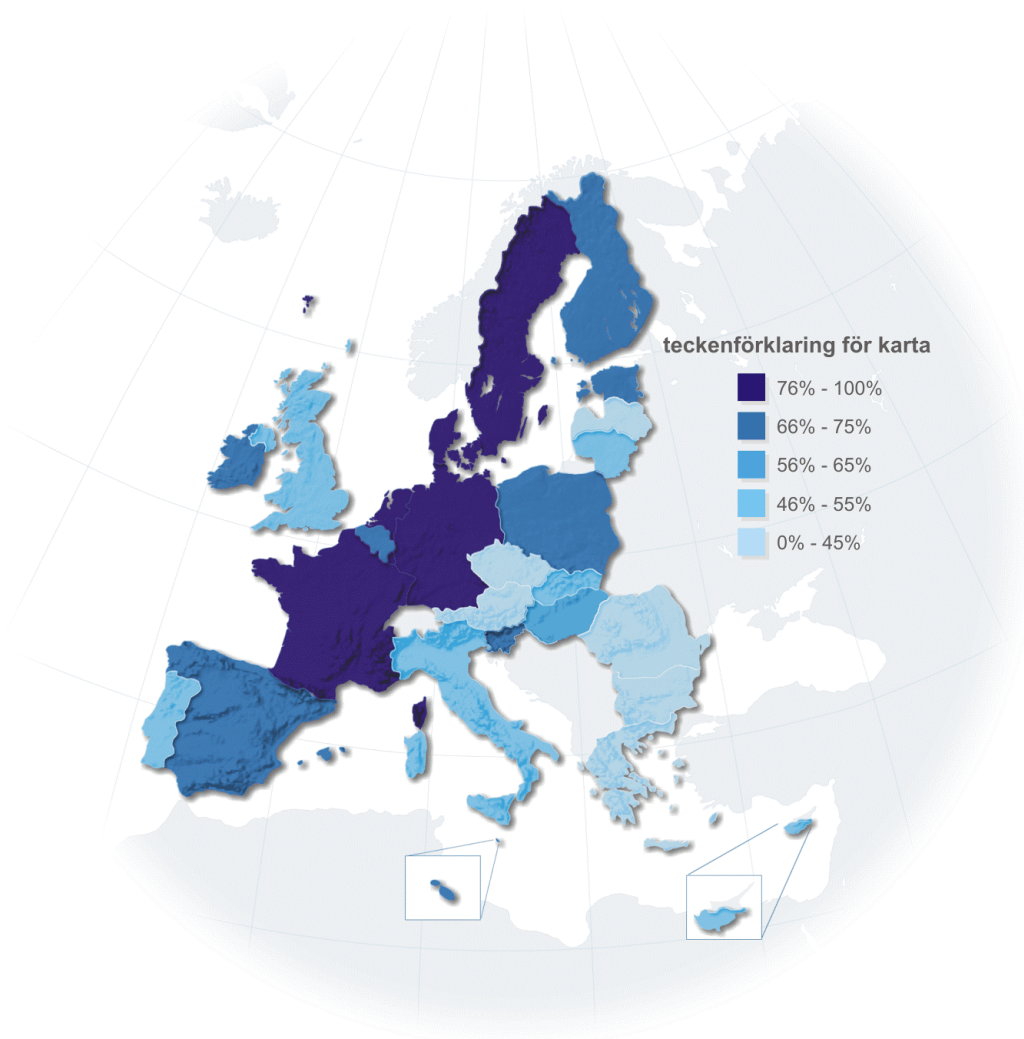 teckenförklaring för karta
76% - 100%
66% - 75%
56% - 65%
46% - 55%
0% - 45%